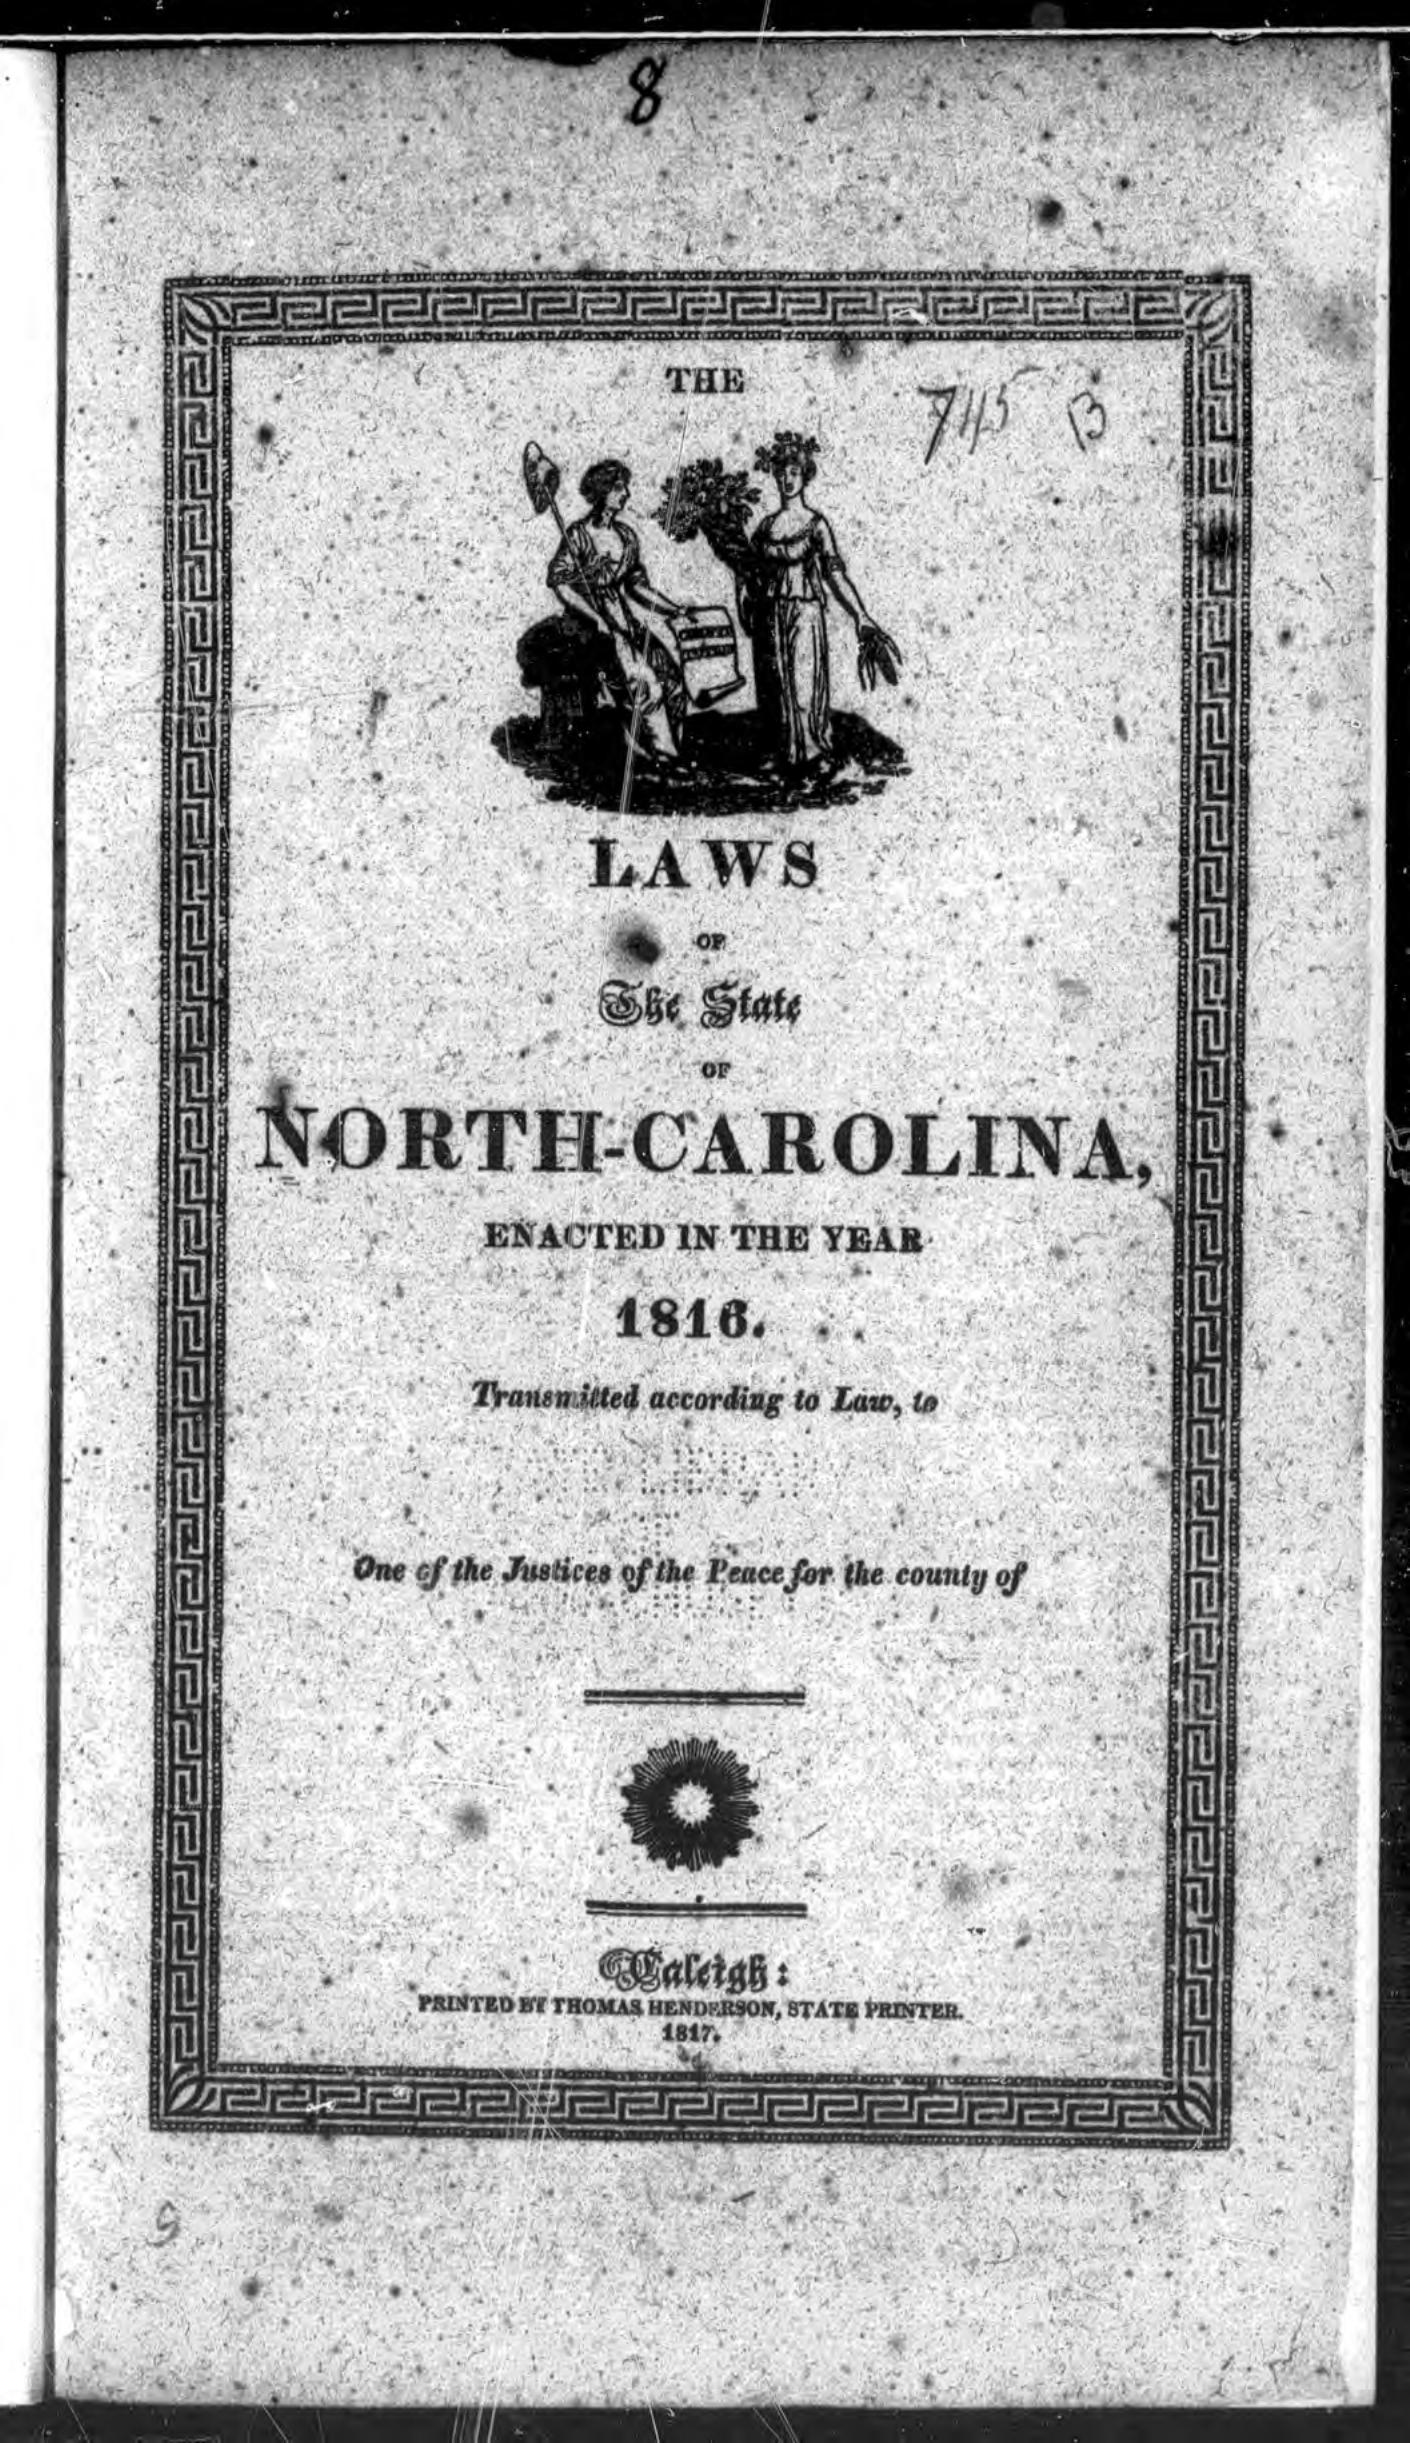 8
THE
745 B
LAWS
OF
The State
OF
NORTH-CAROLINA,
ENACTED IN THE YEAR
1816.
Transmitted according to Law, to
One of the Justices of the Peace for the county of
Raleigh:
PRINTED BY THOMAS HENDERSON, STATE PRINTER.
1817.